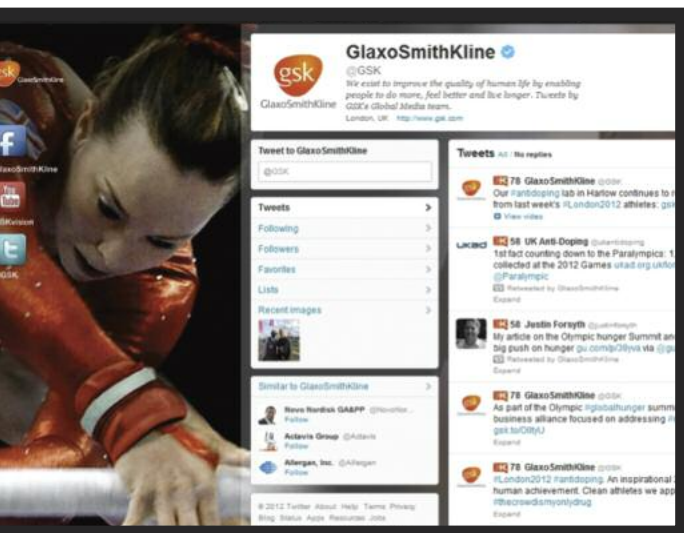 gsk
GlaxoSmithKline
f
GlaxoSmithKline
You
Tube
GSKvision
t
GSK
gsk
GlaxoSmithKline
GlaxoSmithKline
@GSK
We exist to improve the quality of human life by enabling
people to do more, feel better and live longer. Tweets by
GSK's Global Media team.
London, UK http://www.gsk.com
Tweet to GlaxoSmithKline
@GSK
Tweets
Following
Followers
Favorites
Lists
Recent images
Similar to GlaxoSmithKline
Novo Nordisk GA&PP @NovoNor...
Follow
Actavis Group @Actavis
Follow
Allergan, Inc. @Allergan
Follow
© 2012 Twitter About Help Terms Privacy
Blog Status Apps Resources Jobs
Tweets All / No replies
78 GlaxoSmithKline @GSK
Our #antidoping lab in Harlow continues to
from last week's #London2012 athletes:
View video
ukad
58 UK Anti-Doping @ukantidoping
1st fact counting down to the Paralympics: 1,
collected at the 2012 Games
@Paralympic
Retweeted by GlaxoSmithKline
Expand
58 Justin Forsyth @justinforsyth
My article on the Olympic hunger Summit and
big push on hunger via
Retweeted by GlaxoSmithKline
Expand
78 GlaxoSmithKline @GSK
As part of the Olympic #globalhunger
business alliance focused on addressing
Expand
78 GlaxoSmithKline @GSK
#London2012 #antidoping. An inspirational
human achievement. Clean athletes we
#thecrowdismyonlydrug
Expand